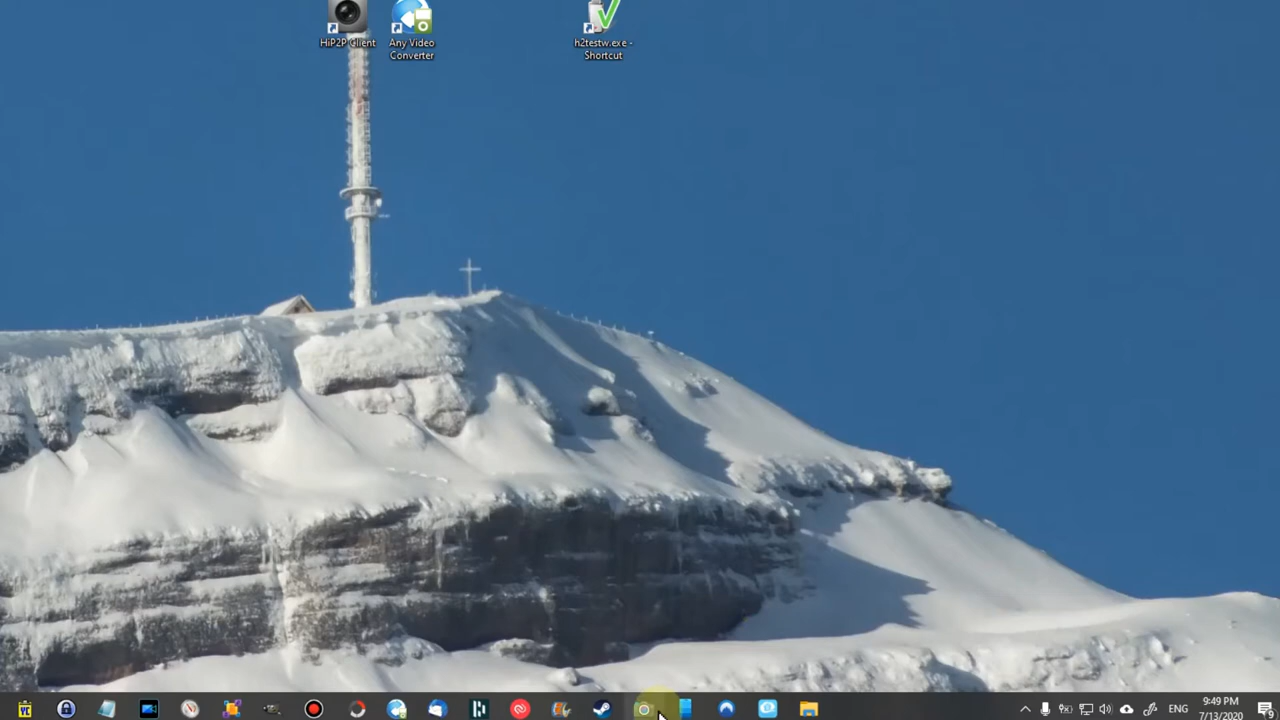 HiP2P Client
Any Video
Converter
h2testw.exe -
Shortcut
ENG
9:49 PM
7/13/2020